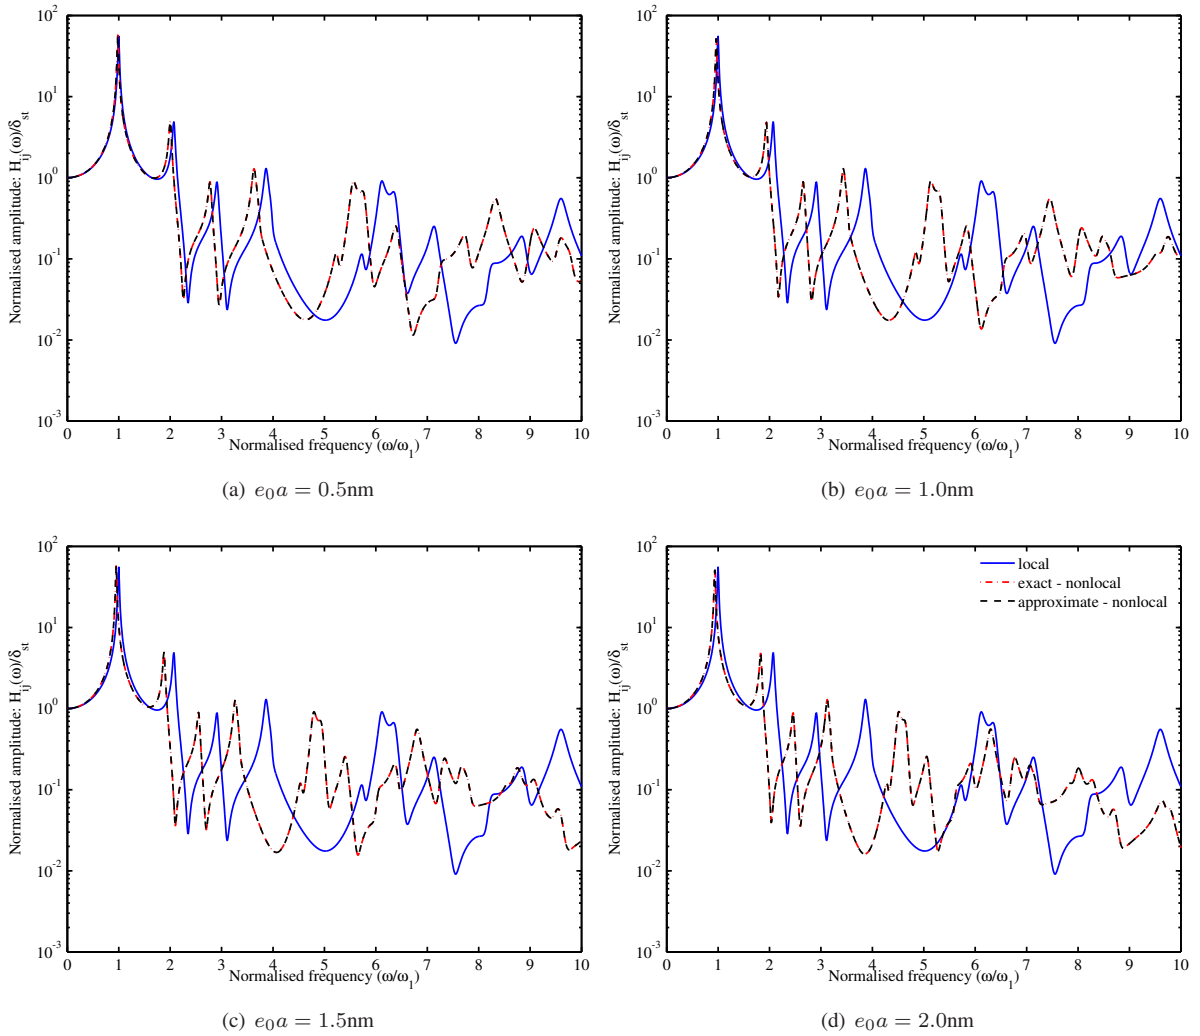 10^2
10^1
10^0
10^-1
10^-2
10^-3
Normalised amplitude: H_ij(ω)/δ_st
0 1 2 3 4 5 6 7 8 9 10
Normalised frequency (ω/ω_1)
(a) e_0a = 0.5nm
10^2
10^1
10^0
10^-1
10^-2
10^-3
Normalised amplitude: H_ij(ω)/δ_st
0 1 2 3 4 5 6 7 8 9 10
Normalised frequency (ω/ω_1)
(b) e_0a = 1.0nm
10^2
10^1
10^0
10^-1
10^-2
10^-3
Normalised amplitude: H_ij(ω)/δ_st
0 1 2 3 4 5 6 7 8 9 10
Normalised frequency (ω/ω_1)
(c) e_0a = 1.5nm
10^2
10^1
10^0
10^-1
10^-2
10^-3
Normalised amplitude: H_ij(ω)/δ_st
local
exact - nonlocal
approximate - nonlocal
0 1 2 3 4 5 6 7 8 9 10
Normalised frequency (ω/ω_1)
(d) e_0a = 2.0nm